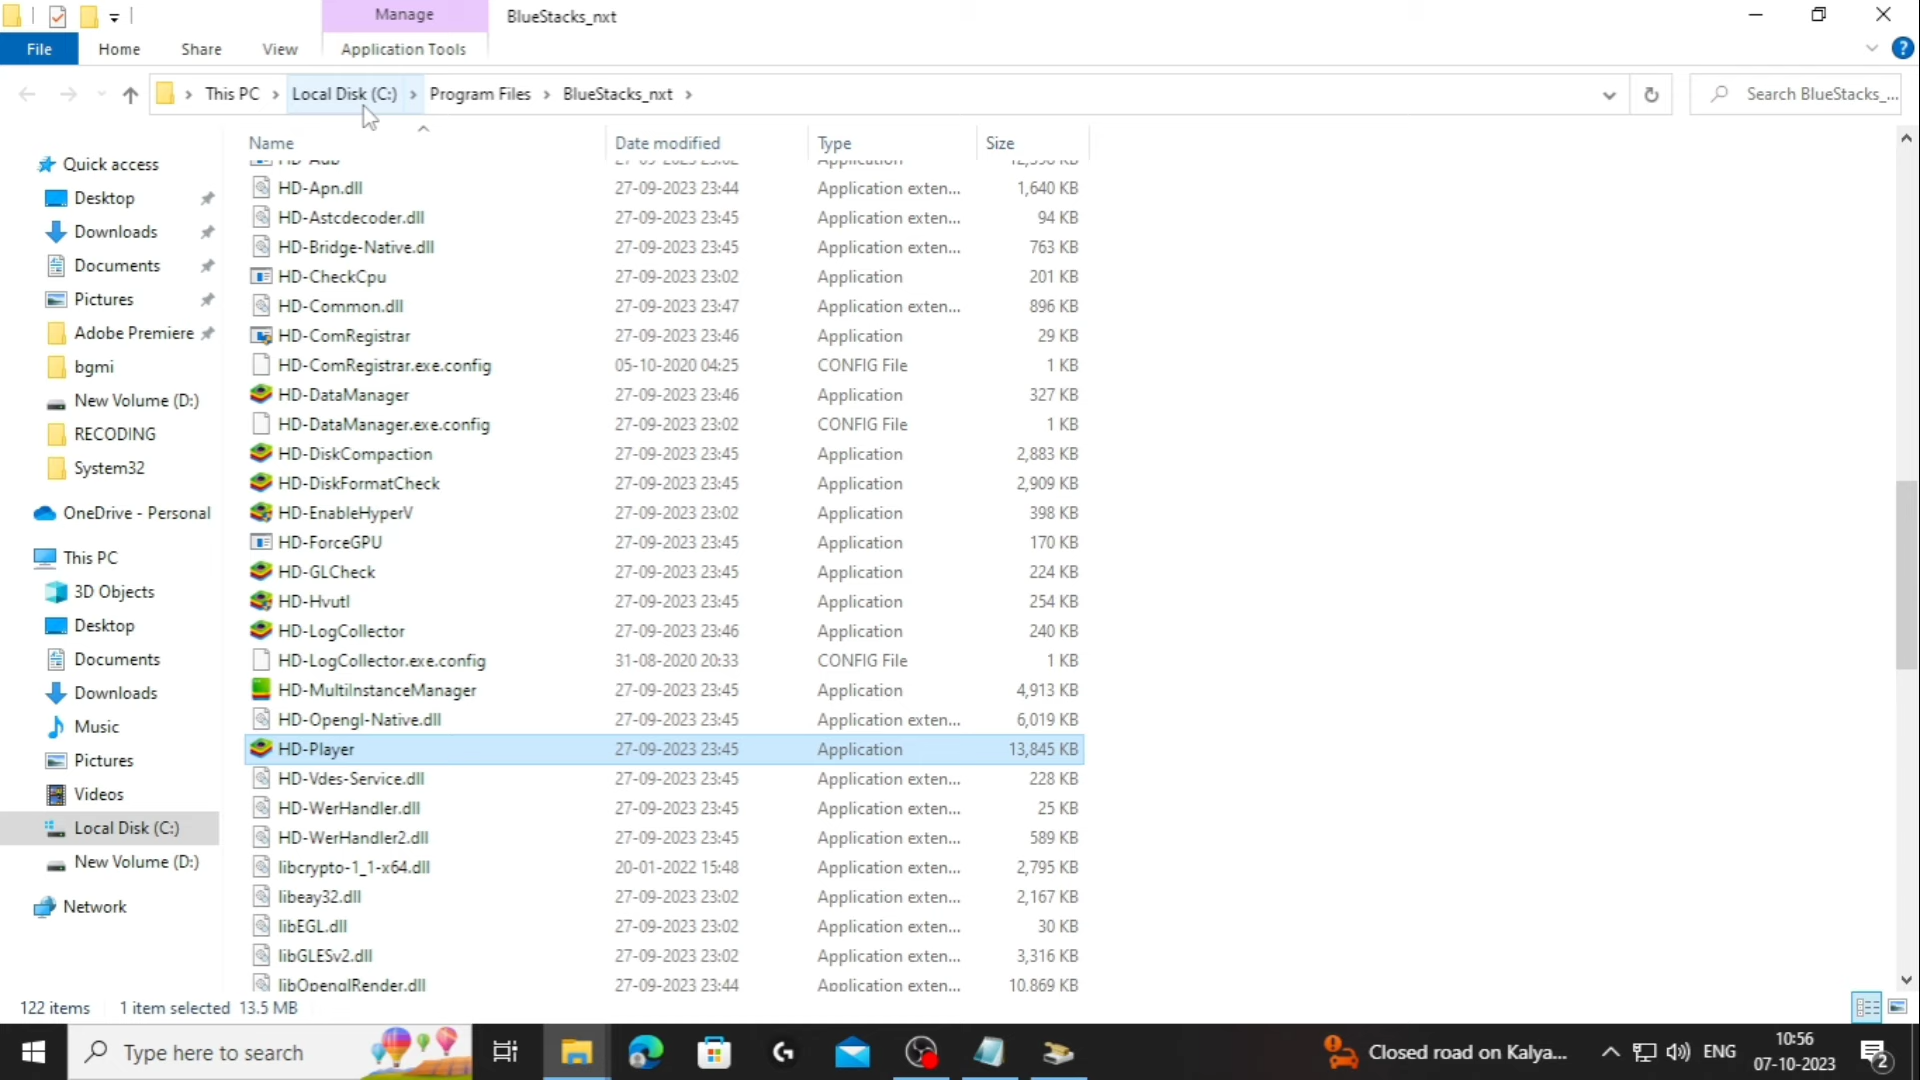 Manage
BlueStacks_nxt
File
Home
Share
View
Application Tools
This PC
Local Disk (C:)
Program Files
BlueStacks_nxt
Search BlueStacks_...
Name
Date modified
Type
Size
Quick access
Desktop
Downloads
Documents
Pictures
Adobe Premiere
bgmi
New Volume (D:)
RECODING
System32
OneDrive - Personal
This PC
3D Objects
Desktop
Documents
Downloads
Music
Pictures
Videos
Local Disk (C:)
New Volume (D:)
Network
HD-Apn.dll 27-09-2023 23:44 Application exten... 1,640 KB
HD-Astcdecoder.dll 27-09-2023 23:45 Application exten... 94 KB
HD-Bridge-Native.dll 27-09-2023 23:45 Application exten... 763 KB
HD-CheckCpu 27-09-2023 23:02 Application 201 KB
HD-Common.dll 27-09-2023 23:47 Application exten... 896 KB
HD-ComRegistrar 27-09-2023 23:46 Application 29 KB
HD-ComRegistrar.exe.config 05-10-2020 04:25 CONFIG File 1 KB
HD-DataManager 27-09-2023 23:46 Application 327 KB
HD-DataManager.exe.config 27-09-2023 23:02 CONFIG File 1 KB
HD-DiskCompaction 27-09-2023 23:45 Application 2,883 KB
HD-DiskFormatCheck 27-09-2023 23:45 Application 2,909 KB
HD-EnableHyperV 27-09-2023 23:02 Application 398 KB
HD-ForceGPU 27-09-2023 23:45 Application 170 KB
HD-GLCheck 27-09-2023 23:45 Application 224 KB
HD-Hvutl 27-09-2023 23:45 Application 254 KB
HD-LogCollector 27-09-2023 23:46 Application 240 KB
HD-LogCollector.exe.config 31-08-2020 20:33 CONFIG File 1 KB
HD-MultiInstanceManager 27-09-2023 23:45 Application 4,913 KB
HD-Opengl-Native.dll 27-09-2023 23:45 Application exten... 6,019 KB
HD-Player 27-09-2023 23:45 Application 13,845 KB
HD-Vdes-Service.dll 27-09-2023 23:45 Application exten... 228 KB
HD-WerHandler.dll 27-09-2023 23:45 Application exten... 25 KB
HD-WerHandler2.dll 27-09-2023 23:45 Application exten... 589 KB
libcrypto-1_1-x64.dll 20-01-2022 15:48 Application exten... 2,795 KB
libeay32.dll 27-09-2023 23:02 Application exten... 2,167 KB
libEGL.dll 27-09-2023 23:02 Application exten... 30 KB
libGLESv2.dll 27-09-2023 23:02 Application exten... 3,316 KB
libOpenglRender.dll 27-09-2023 23:44 Application exten... 10,869 KB
122 items 1 item selected 13.5 MB
Type here to search
Closed road on Kalya...
ENG
10:56
07-10-2023
2